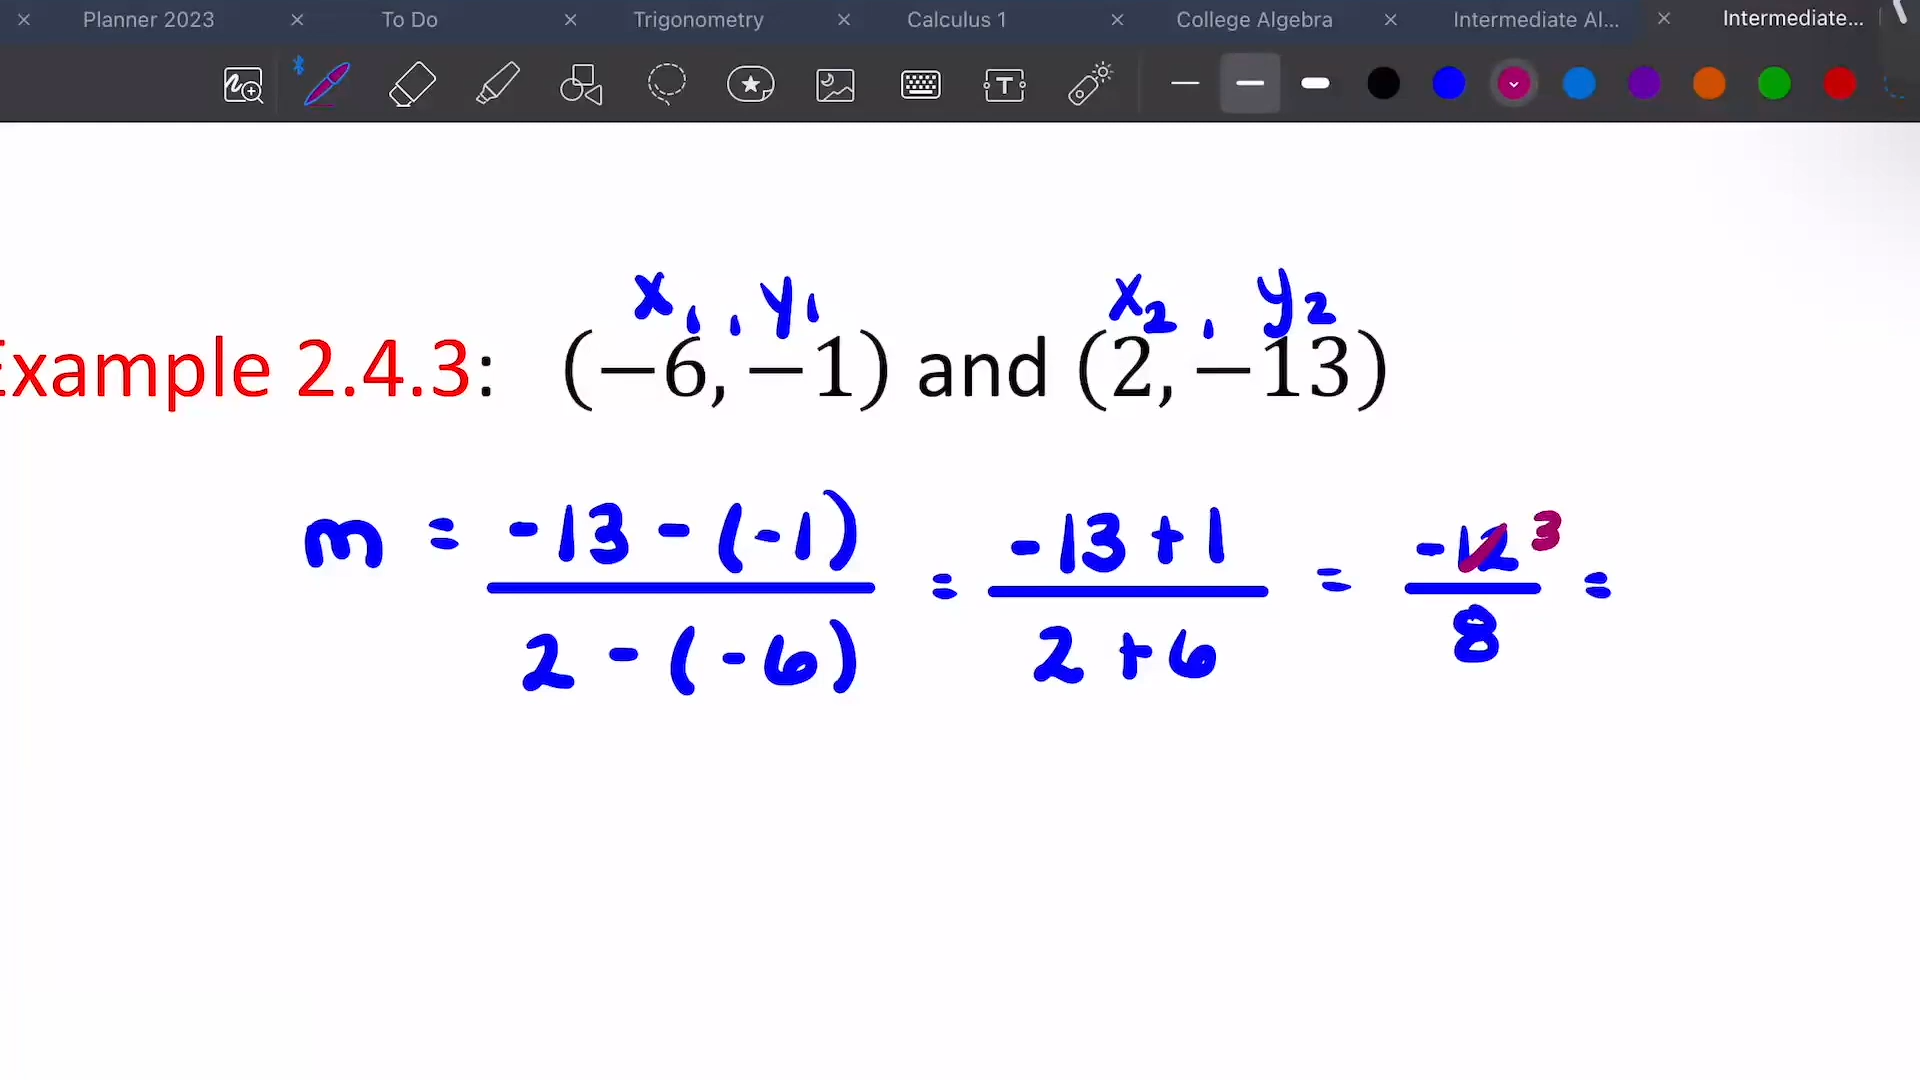 Planner 2023 To Do Trigonometry Calculus 1 College Algebra Intermediate Al... Intermediate...
x₁, y₁ x₂, y₂
Example 2.4.3: (−6, −1) and (2, −13)
m = -13 - (-1) / 2 - (-6) = -13 + 1 / 2 + 6 = -12 3 / 8 =